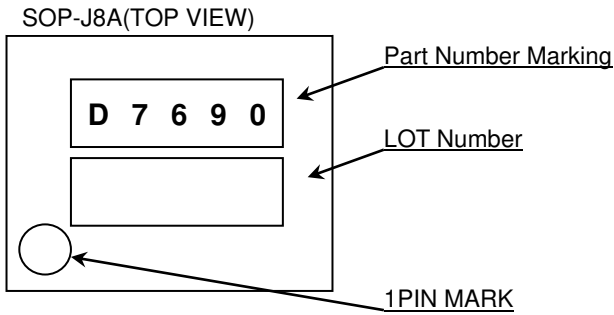 SOP-J8A(TOP VIEW)
Part Number Marking
D 7 6 9 0
LOT Number
1PIN MARK